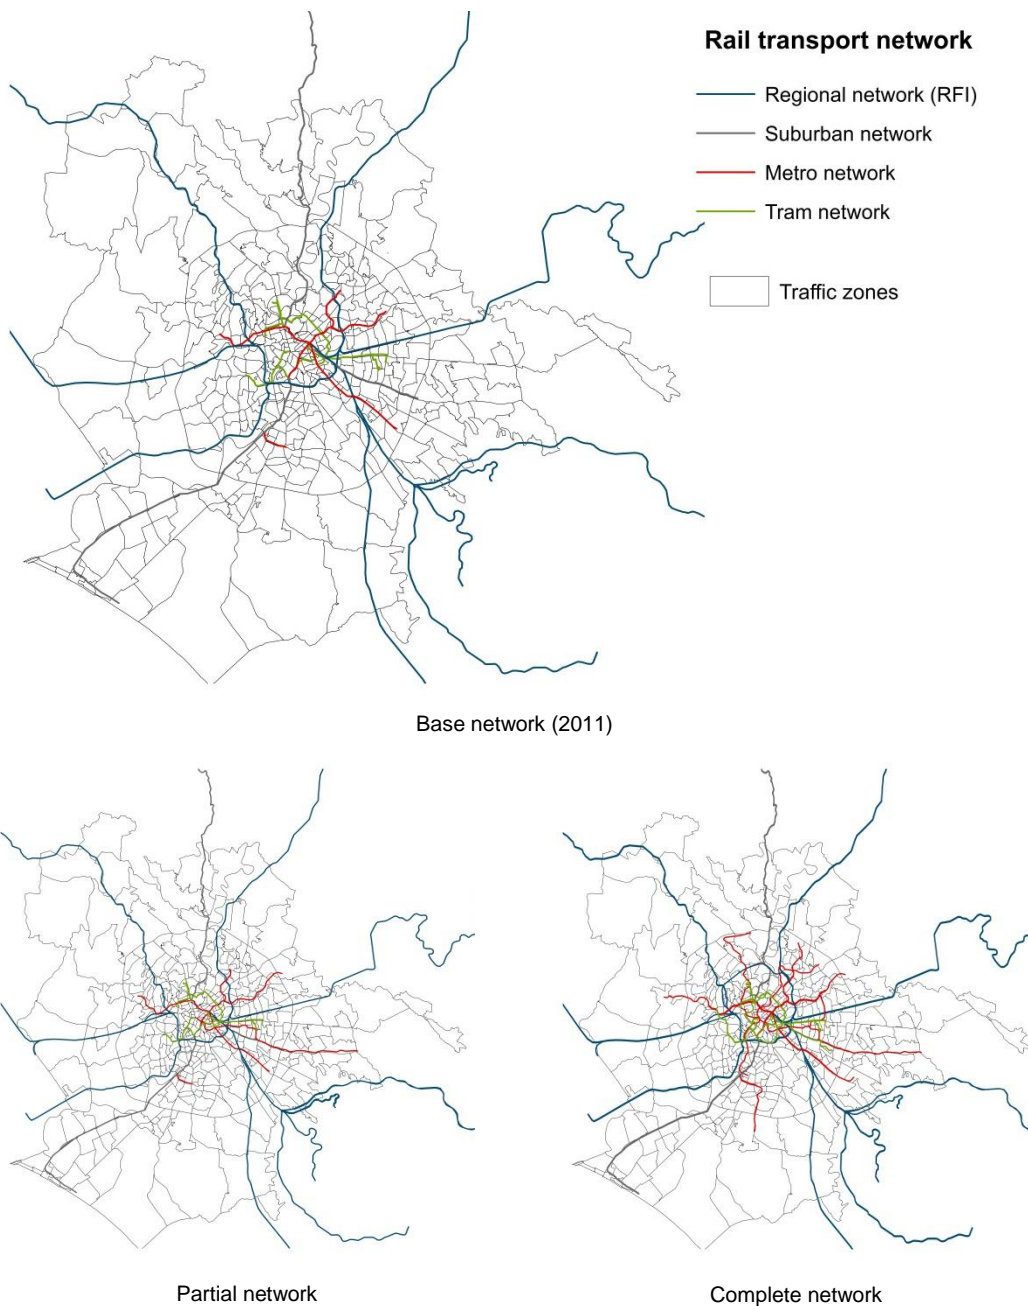 Rail transport network
Regional network (RFI)
Suburban network
Metro network
Tram network
Traffic zones
Base network (2011)
Partial network
Complete network